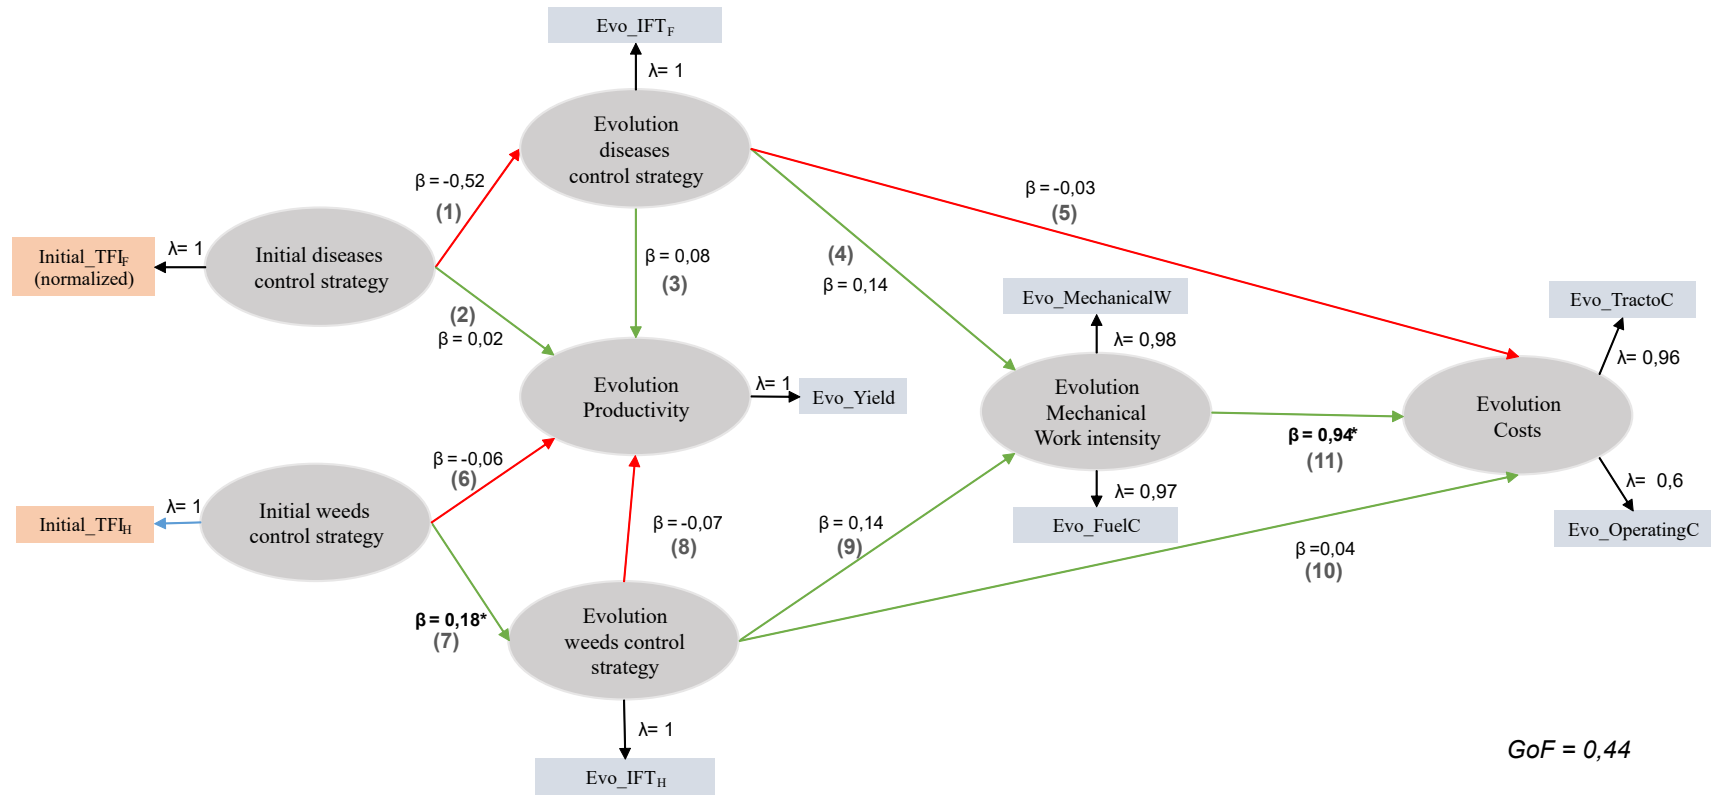 Evo_IFTF
λ= 1
Evolution
diseases
control strategy
β = -0,52
(1)
β = -0,03
(5)
Initial_TFIF
(normalized)
λ= 1
Initial diseases
control strategy
β = 0,08
(3)
(4)
β = 0,14
(2)
β = 0,02
Evo_MechanicalW
λ= 0,98
Evo_TractoC
λ= 0,96
Evolution
Productivity
λ= 1
Evo_Yield
Evolution
Mechanical
Work intensity
β = 0,94*
(11)
Evolution
Costs
β = -0,06
(6)
Initial_TFIH
λ= 1
Initial weeds
control strategy
β = -0,07
(8)
β = 0,14
(9)
λ= 0,97
Evo_FuelC
λ= 0,6
Evo_OperatingC
β =0,04
(10)
β = 0,18*
(7)
Evolution
weeds control
strategy
λ= 1
Evo_IFTH
GoF = 0,44